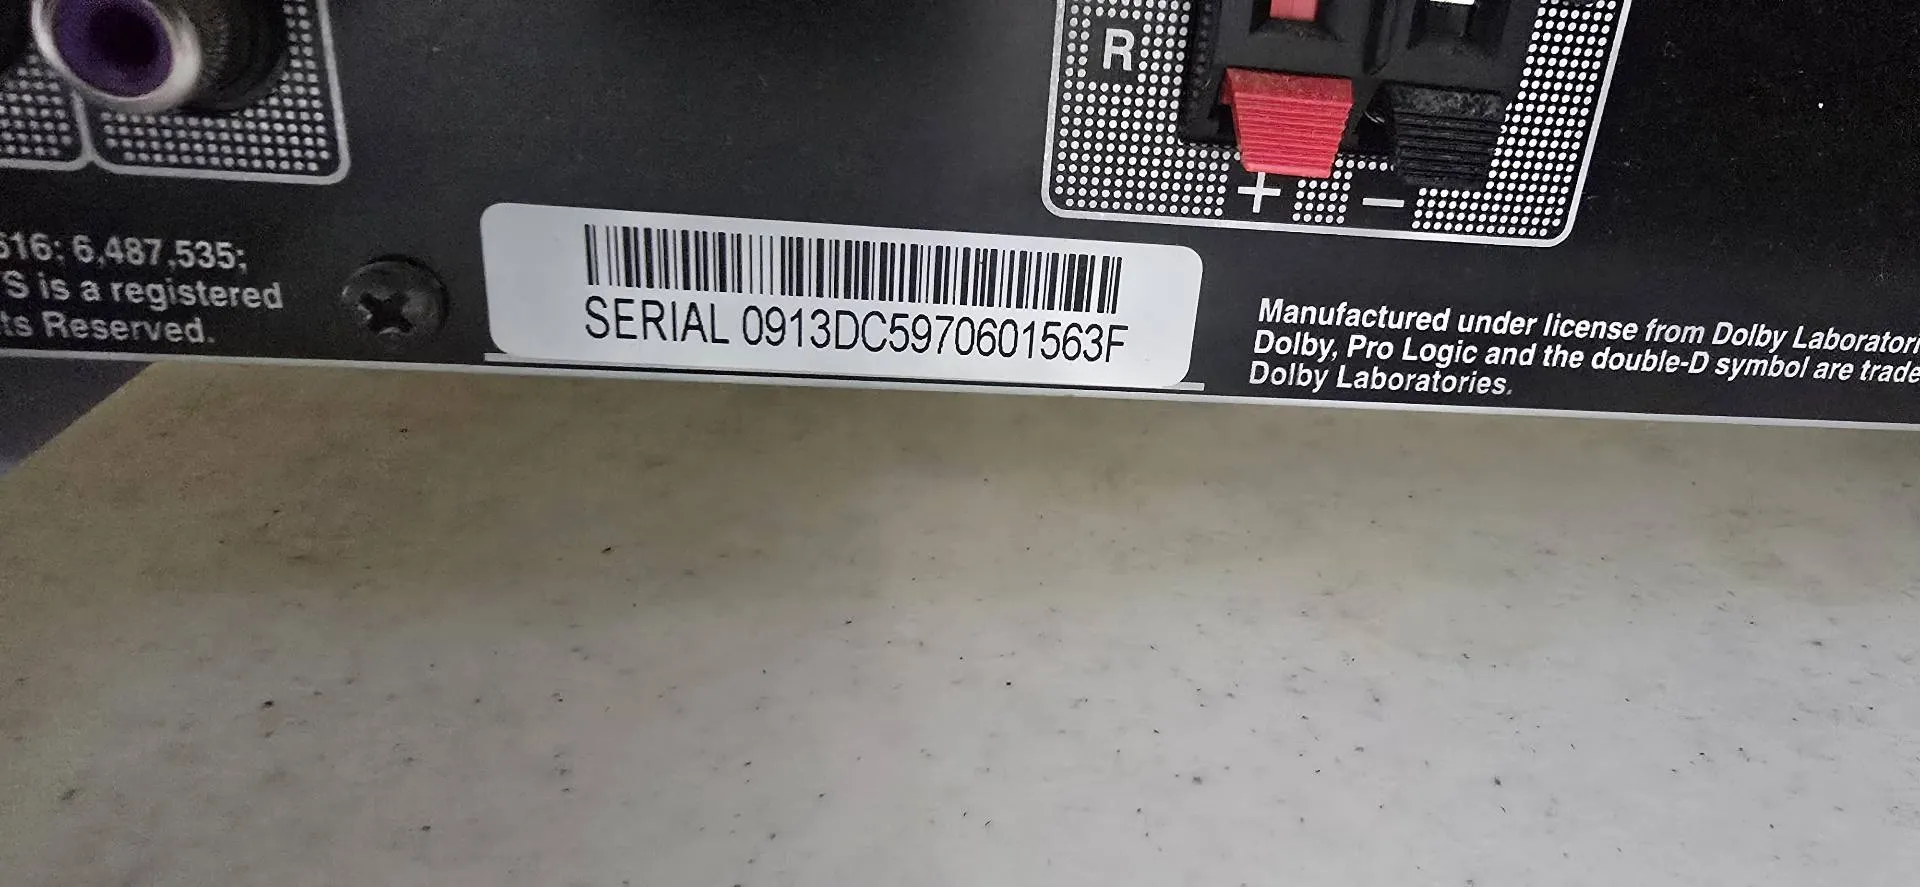 R
+ −
516; 6,487,535;
S is a registered
ts Reserved.
SERIAL 0913DC5970601563F
Manufactured under license from Dolby Laboratori
Dolby, Pro Logic and the double-D symbol are trade
Dolby Laboratories.